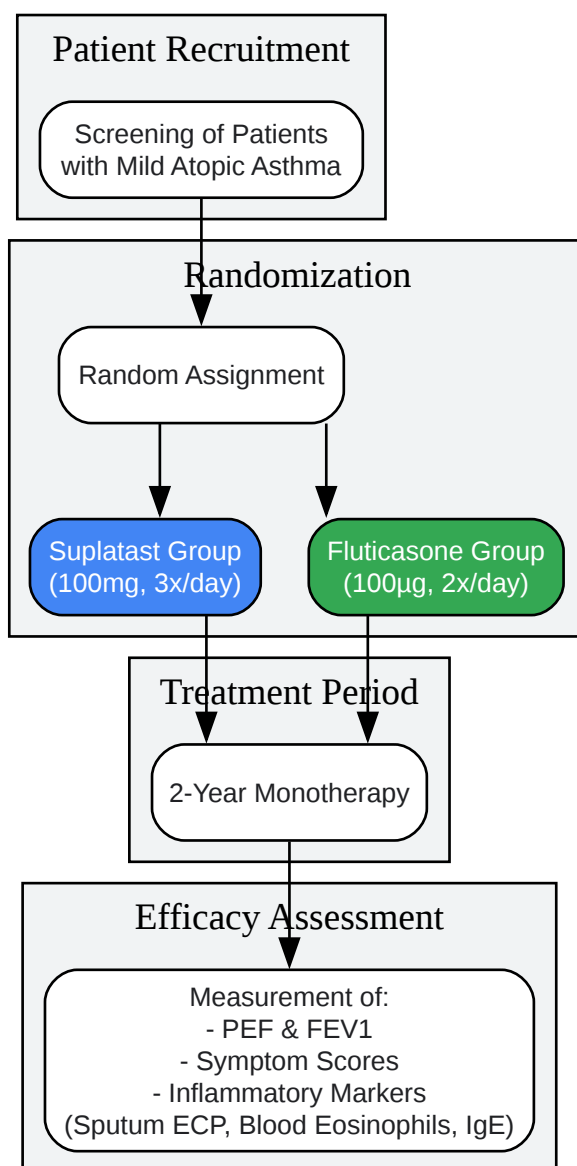 Patient Recruitment
Screening of Patients
with Mild Atopic Asthma
Randomization
Random Assignment
Suplatast Group
(100mg, 3x/day)
Fluticasone Group
(100µg, 2x/day)
Treatment Period
2-Year Monotherapy
Efficacy Assessment
Measurement of:
- PEF & FEV1
- Symptom Scores
- Inflammatory Markers
(Sputum ECP, Blood Eosinophils, IgE)